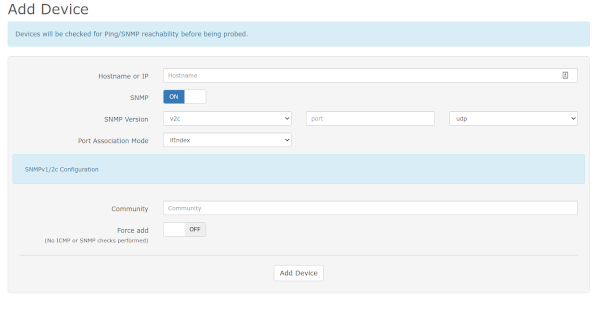 Add Device
Devices will be checked for Ping/SNMP reachability before being probed.
Hostname or IP Hostname
SNMP ON
SNMP Version v2c port udp
Port Association Mode ifIndex
SNMPv1/2c Configuration
Community Community
Force add OFF
(No ICMP or SNMP checks performed)
Add Device